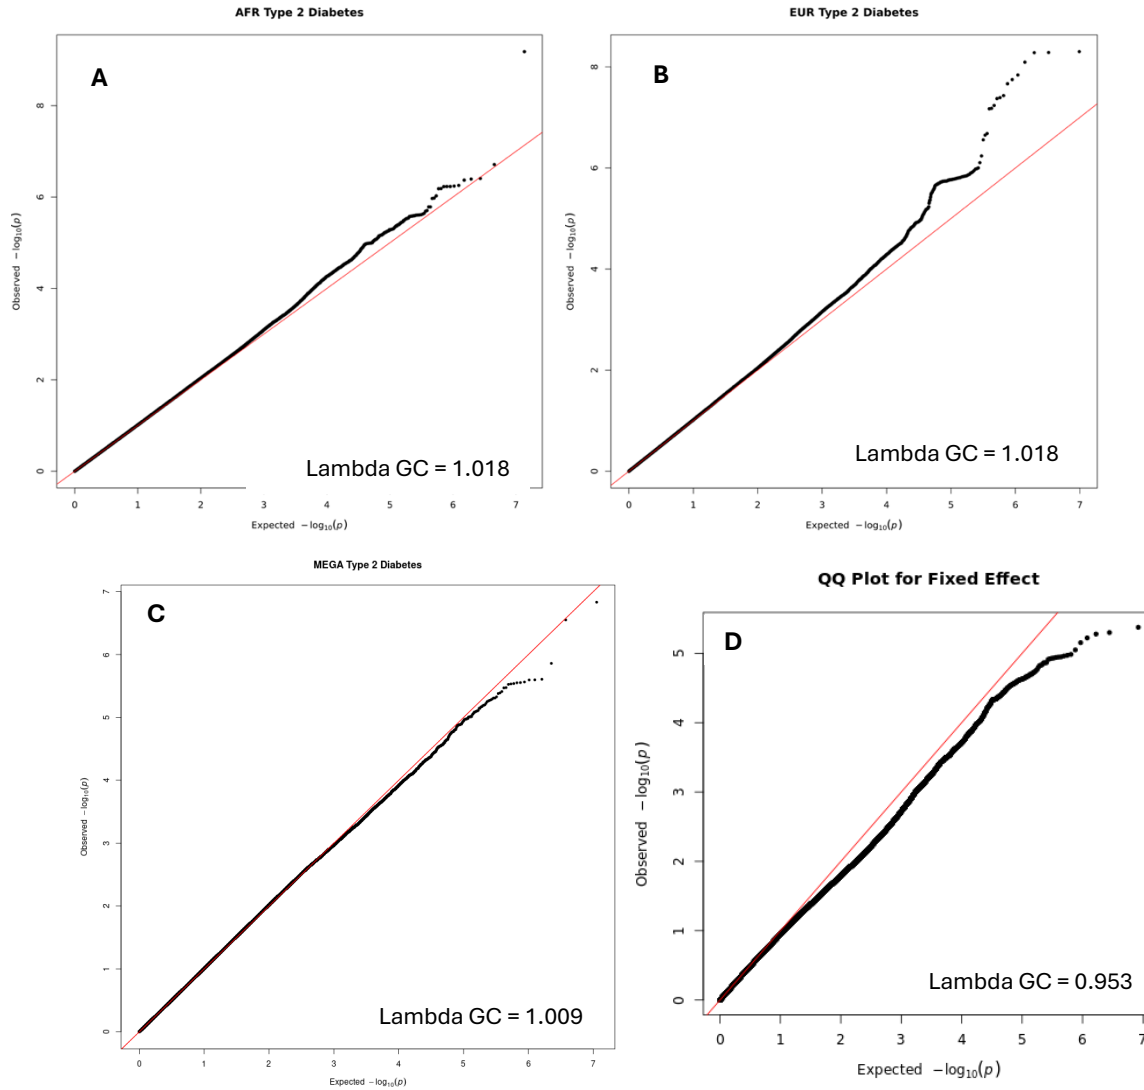 AFR Type 2 Diabetes
A
Observed −log10(p)
8
6
4
2
0
Lambda GC = 1.018
0 1 2 3 4 5 6 7
Expected −log10(p)
EUR Type 2 Diabetes
B
Observed −log10(p)
8
6
4
2
0
Lambda GC = 1.018
0 1 2 3 4 5 6 7
Expected −log10(p)
MEGA Type 2 Diabetes
C
Observed −log10(p)
7
6
5
4
3
2
1
0
Lambda GC = 1.009
0 1 2 3 4 5 6 7
Expected −log10(p)
QQ Plot for Fixed Effect
D
Observed −log10(p)
5
4
3
2
1
0
Lambda GC = 0.953
0 1 2 3 4 5 6 7
Expected −log10(p)